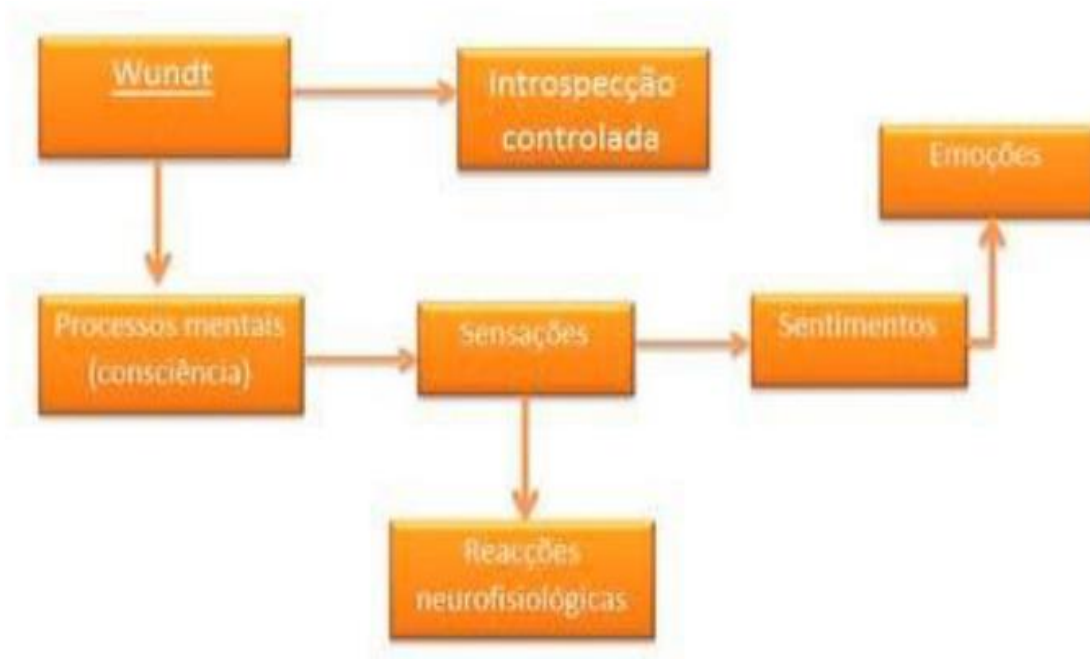 Wundt
Introspecção
controlada
Emoções
Processos mentais
(consciência)
Sensações
Sentimentos
Reacções
neurofisiológicas